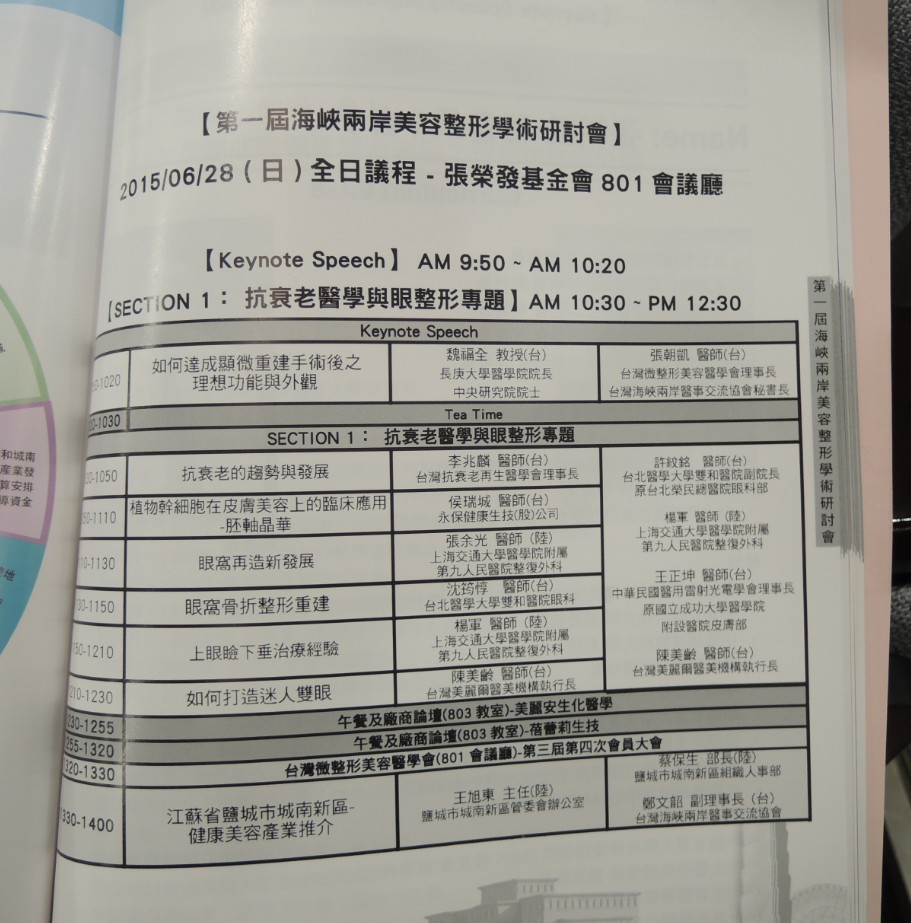 【第一屆海峽兩岸美容整形學術研討會】
2015/06/28(日)全日議程 - 張榮發基金會 801 會議廳
【Keynote Speech】 AM 9:50 ~ AM 10:20
【SECTION 1： 抗衰老醫學與眼整形專題】AM 10:30 ~ PM 12:30
Keynote Speech
-1020
如何達成顯微重建手術後之
理想功能與外觀
魏福全 教授(台)
長庚大學醫學院院長
中央研究院院士
張朝凱 醫師(台)
台灣微整形美容醫學會理事長
台灣海峽兩岸醫事交流協會秘書長
-1030
Tea Time
SECTION 1： 抗衰老醫學與眼整形專題
-1050
抗衰老的趨勢與發展
李兆麟 醫師(台)
台灣抗衰老再生醫學會理事長
-1110
植物幹細胞在皮膚美容上的臨床應用
-胚軸晶華
侯瑞城 醫師(台)
永保健康生技(股)公司
-1130
眼窩再造新發展
張余光 醫師 (陸)
上海交通大學醫學院附屬
第九人民醫院整復外科
-1150
眼窩骨折整形重建
沈筠惇 醫師(台)
台北醫學大學雙和醫院眼科
-1210
上眼瞼下垂治療經驗
楊軍 醫師 (陸)
上海交通大學醫學院附屬
第九人民醫院整復外科
210-1230
如何打造迷人雙眼
陳美齡 醫師(台)
台灣美麗爾醫美機構執行長
許紋銘 醫師(台)
台北醫學大學雙和醫院副院長
原台北榮民總醫院眼科部
楊軍 醫師 (陸)
上海交通大學醫學院附屬
第九人民醫院整復外科
王正坤 醫師(台)
中華民國醫用雷射光電學會理事長
原國立成功大學醫學院
附設醫院皮膚部
陳美齡 醫師(台)
台灣美麗爾醫美機構執行長
230-1255
午餐及廠商論壇(803 教室)-美麗安生化醫學
255-1320
午餐及廠商論壇(803 教室)-蓓蕾莉生技
320-1330
台灣微整形美容醫學會(801 會議廳)-第三屆第四次會員大會
330-1400
江蘇省鹽城市城南新區-
健康美容產業推介
王旭東 主任(陸)
鹽城市城南新區管委會辦公室
蔡保生 部長(陸)
鹽城市城南新區組織人事部
鄭文韶 副理事長 (台)
台灣海峽兩岸醫事交流協會
第一屆海峽兩岸美容整形學術研討會
和城南
產業發
算安排
導資金